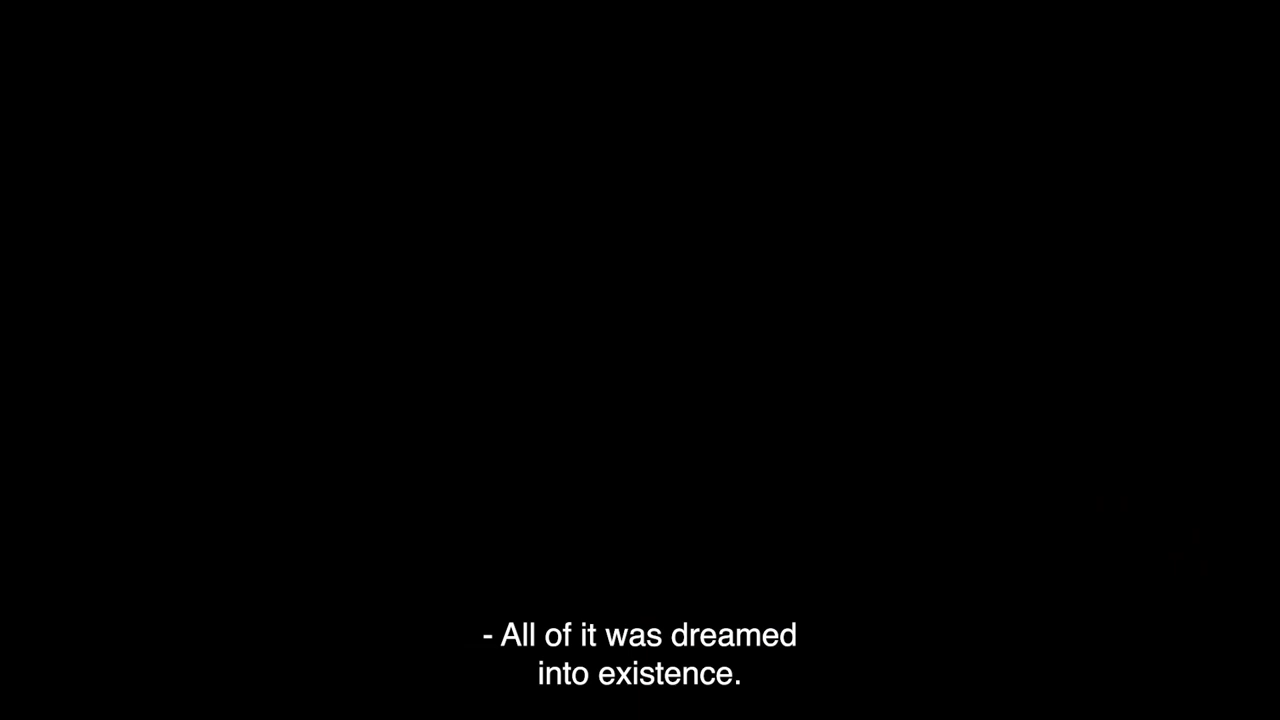 - All of it was dreamed
into existence.